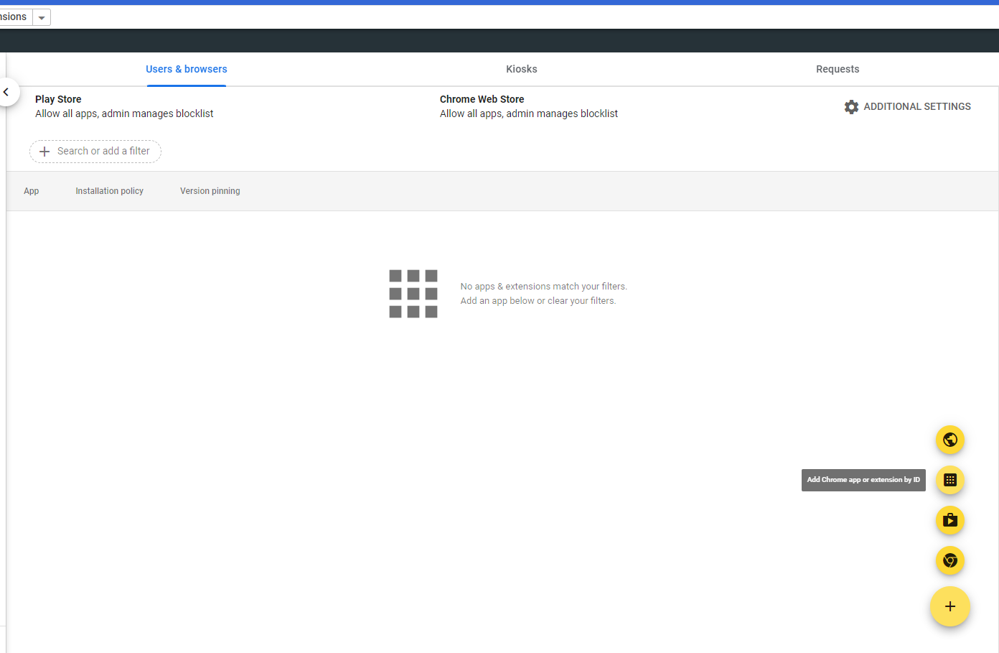 nsions
Users & browsers
Kiosks
Requests
Play Store
Allow all apps, admin manages blocklist
Chrome Web Store
Allow all apps, admin manages blocklist
ADDITIONAL SETTINGS
Search or add a filter
App
Installation policy
Version pinning
No apps & extensions match your filters.
Add an app below or clear your filters.
Add Chrome app or extension by ID